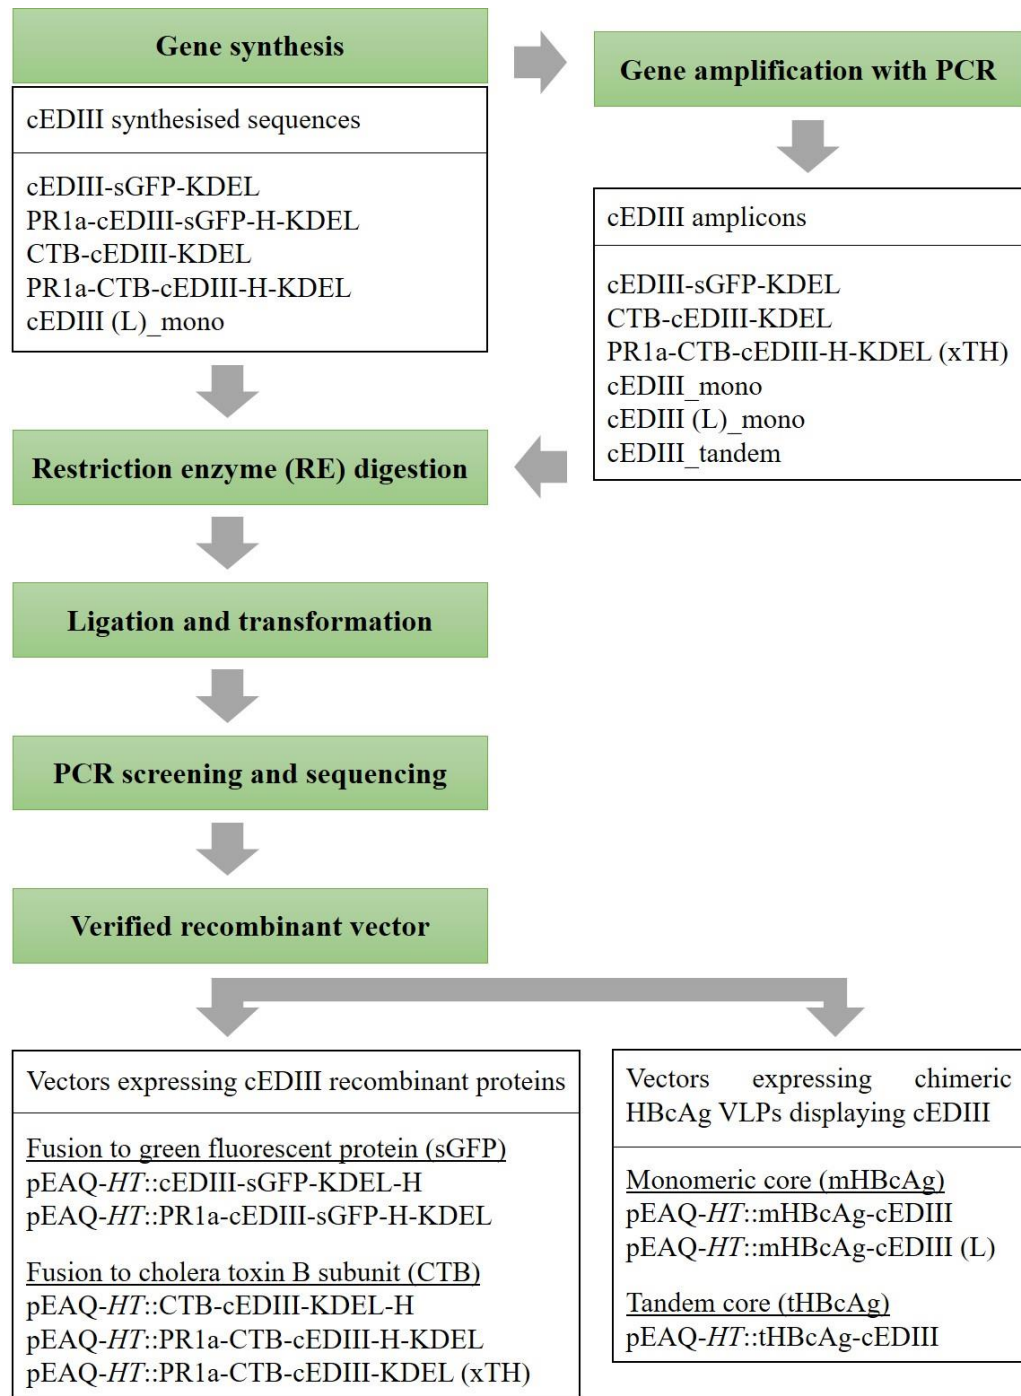 Gene synthesis
cEDIII synthesised sequences
cEDIII-sGFP-KDEL
PR1a-cEDIII-sGFP-H-KDEL
CTB-cEDIII-KDEL
PR1a-CTB-cEDIII-H-KDEL
cEDIII (L)_mono
Gene amplification with PCR
cEDIII amplicons
cEDIII-sGFP-KDEL
CTB-cEDIII-KDEL
PR1a-CTB-cEDIII-H-KDEL (xTH)
cEDIII_mono
cEDIII (L)_mono
cEDIII_tandem
Restriction enzyme (RE) digestion
Ligation and transformation
PCR screening and sequencing
Verified recombinant vector
Vectors expressing cEDIII recombinant proteins
Fusion to green fluorescent protein (sGFP)
pEAQ-HT::cEDIII-sGFP-KDEL-H
pEAQ-HT::PR1a-cEDIII-sGFP-H-KDEL
Fusion to cholera toxin B subunit (CTB)
pEAQ-HT::CTB-cEDIII-KDEL-H
pEAQ-HT::PR1a-CTB-cEDIII-H-KDEL
pEAQ-HT::PR1a-CTB-cEDIII-KDEL (xTH)
Vectors expressing chimeric
HBcAg VLPs displaying cEDIII
Monomeric core (mHBcAg)
pEAQ-HT::mHBcAg-cEDIII
pEAQ-HT::mHBcAg-cEDIII (L)
Tandem core (tHBcAg)
pEAQ-HT::tHBcAg-cEDIII